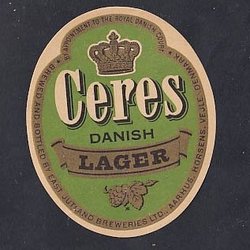 BY APPOINTMENT TO THE ROYAL DANISH COURT
Ceres
DANISH
LAGER
BREWED AND BOTTLED BY EAST JUTLAND BREWERIES LTD., AARHUS, HORSENS, VEJLE, DENMARK